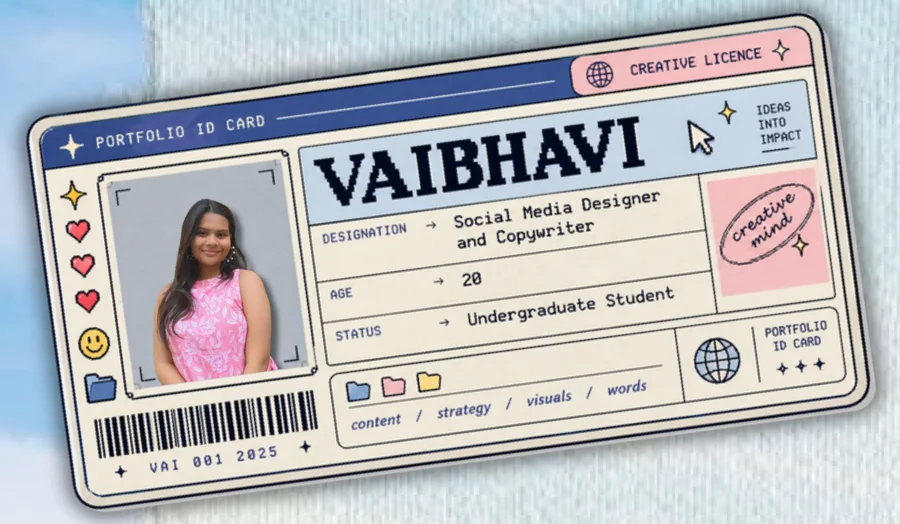 PORTFOLIO ID CARD
CREATIVE LICENCE
VAIBHAVI
IDEAS
INTO
IMPACT
DESIGNATION → Social Media Designer
and Copywriter
creative
mind
AGE → 20
STATUS → Undergraduate Student
PORTFOLIO
ID CARD
content / strategy / visuals / words
VAI 001 2025